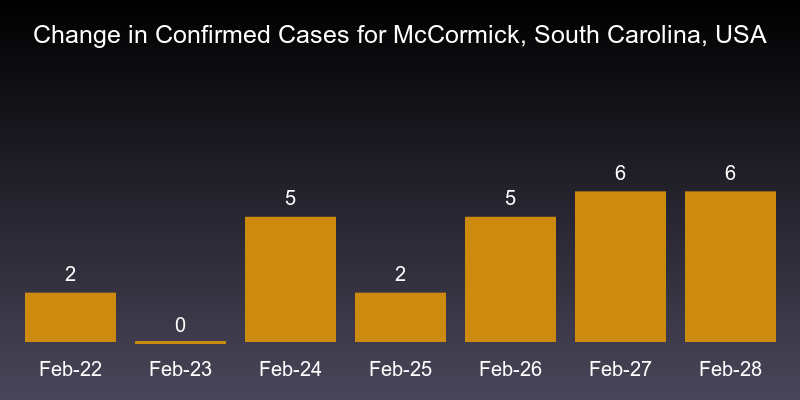 Change in Confirmed Cases for McCormick, South Carolina, USA
2 0 5 2 5 6 6
Feb-22 Feb-23 Feb-24 Feb-25 Feb-26 Feb-27 Feb-28